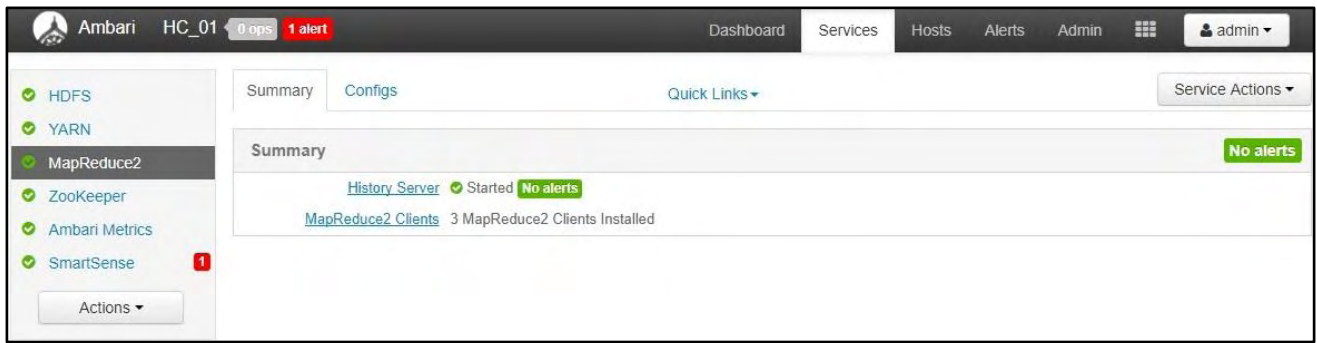 Ambari HC_01 0 ops 1 alert Dashboard Services Hosts Alerts Admin admin
HDFS
YARN
MapReduce2
ZooKeeper
Ambari Metrics
SmartSense 1
Actions
Summary Configs Quick Links Service Actions
Summary No alerts
History Server Started No alerts
MapReduce2 Clients 3 MapReduce2 Clients Installed